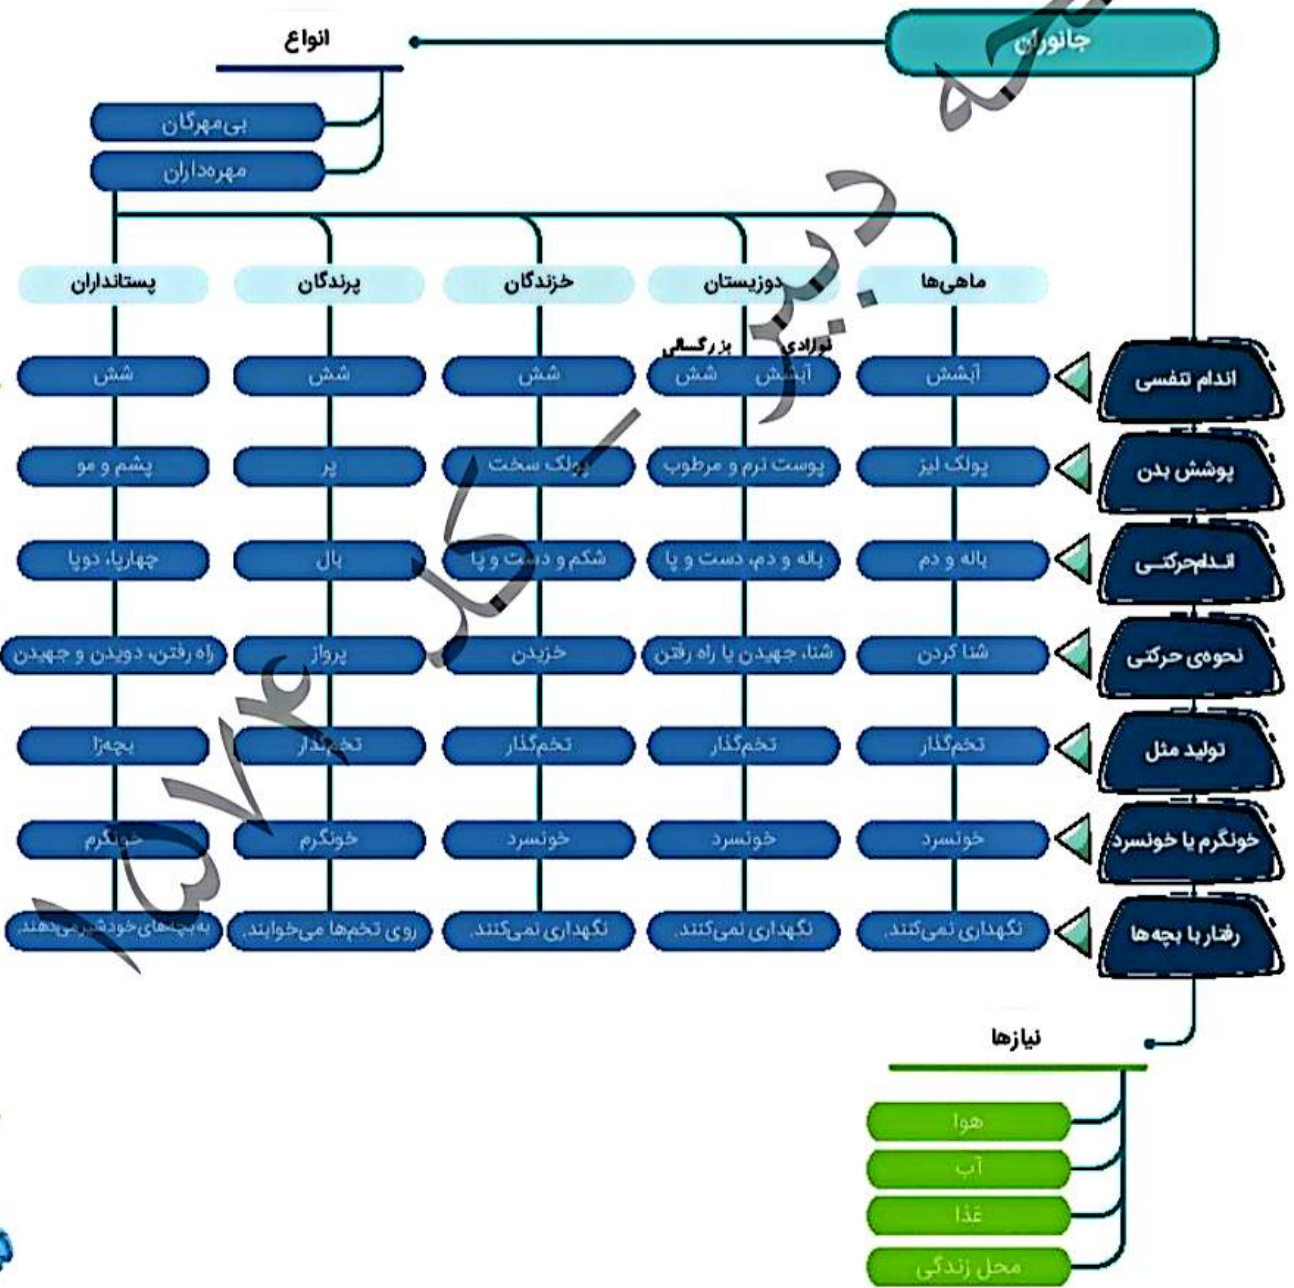 جانوران
انواع
بی‌مهرگان
مهره‌داران
ماهی‌ها دوزیستان خزندگان پرندگان پستانداران
نوزادی بزرگسالی
اندام تنفسی آبشش آبشش شش شش شش شش
پوشش بدن پولک لیز پوست نرم و مرطوب پولک سخت پر پشم و مو
اندام‌حرکتی باله و دم باله و دم، دست و پا شکم و دست و پا بال چهارپا، دوپا
نحوه‌ی حرکتی شنا کردن شنا، جهیدن یا راه رفتن خزیدن پرواز راه رفتن، دویدن و جهیدن
تولید مثل تخم‌گذار تخم‌گذار تخم‌گذار تخم‌گذار بچه‌زا
خونگرم یا خونسرد خونسرد خونسرد خونسرد خونگرم خونگرم
رفتار با بچه‌ها نگهداری نمی‌کنند. نگهداری نمی‌کنند. نگهداری نمی‌کنند. روی تخم‌ها می‌خوابند. به‌بچه‌های‌خودشیرمی‌دهند.
نیازها
هوا
آب
غذا
محل زندگی
دبیر - کد ۱۵۷۴